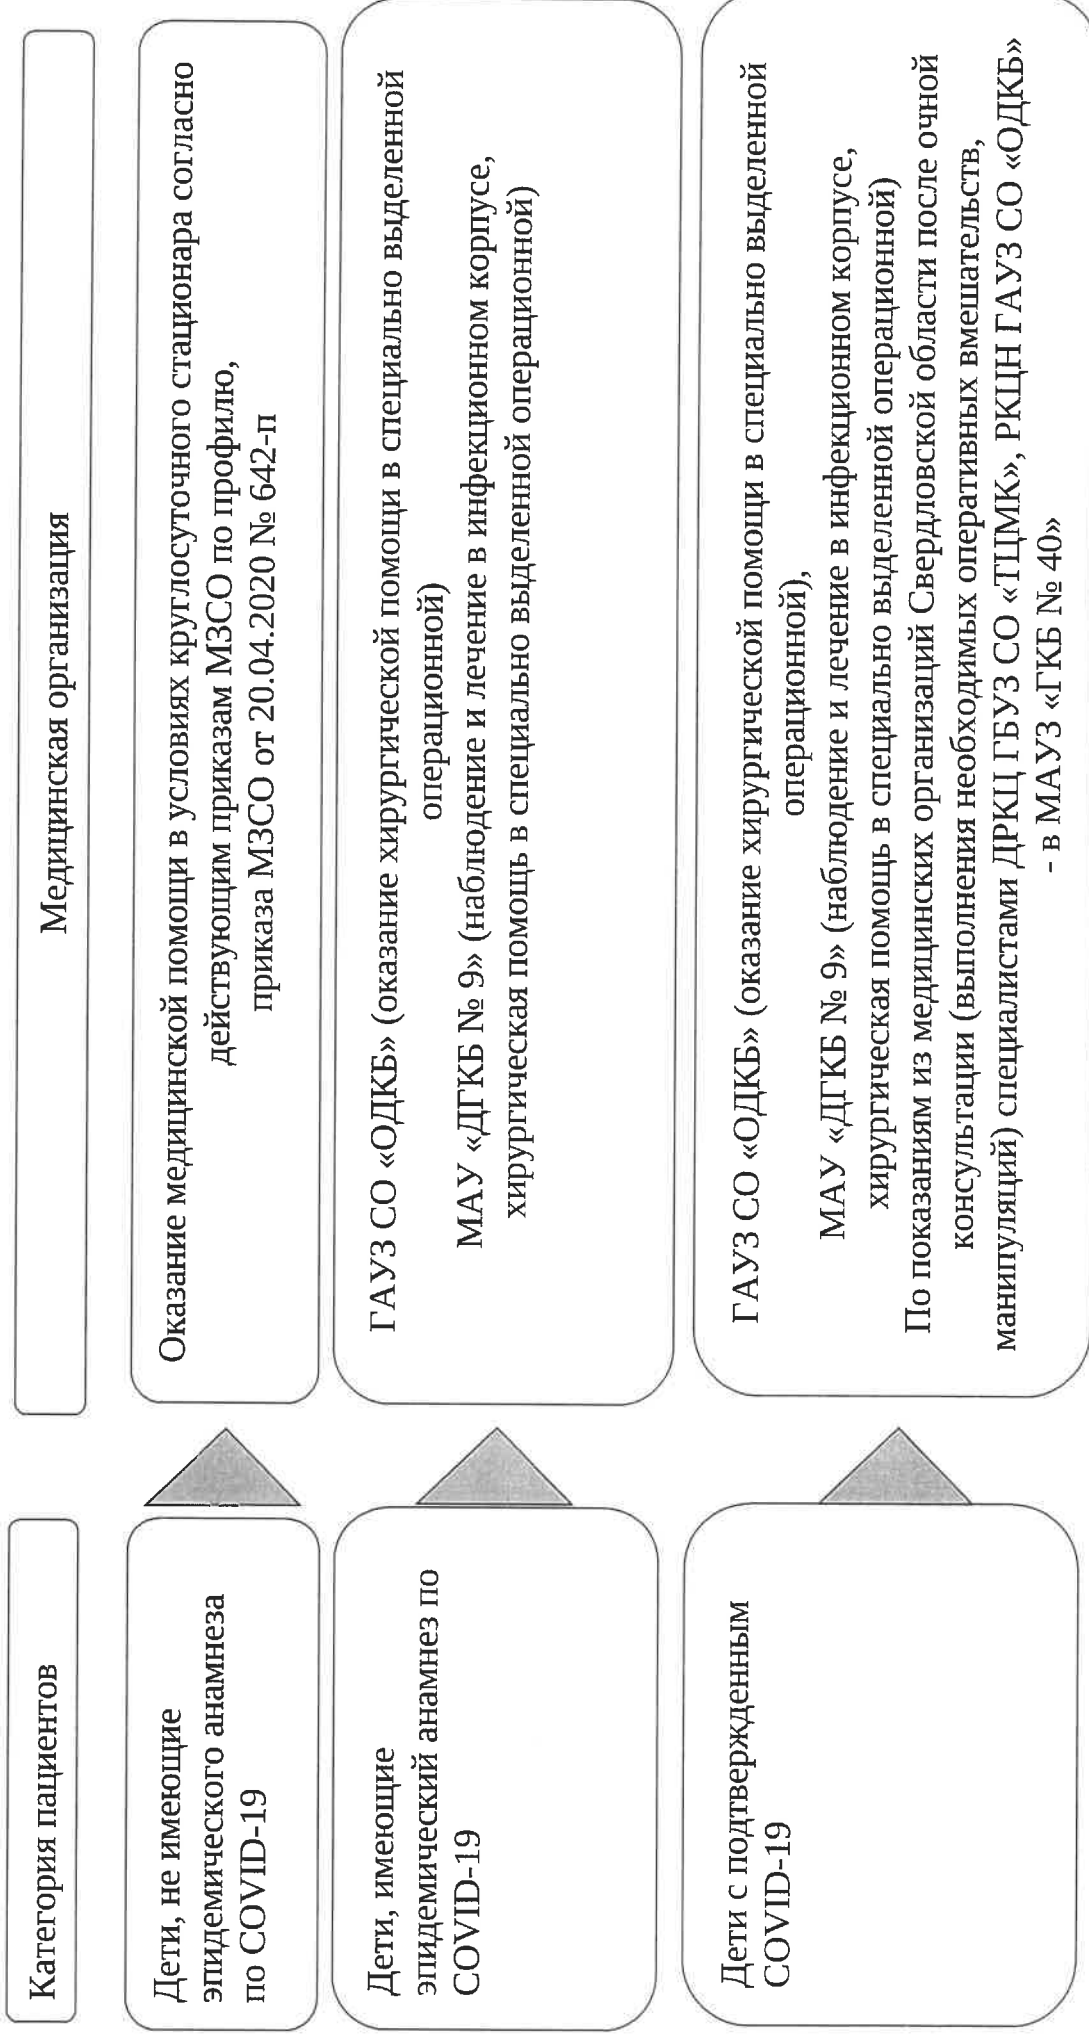 Категория пациентов
Медицинская организация
Дети, не имеющие
эпидемического анамнеза
по COVID-19
Оказание медицинской помощи в условиях круглосуточного стационара согласно
действующим приказам МЗСО по профилю,
приказа МЗСО от 20.04.2020 № 642-п
Дети, имеющие
эпидемический анамнез по
COVID-19
ГАУЗ СО «ОДКБ» (оказание хирургической помощи в специально выделенной
операционной)
МАУ «ДГКБ № 9» (наблюдение и лечение в инфекционном корпусе,
хирургическая помощь в специально выделенной операционной)
Дети с подтвержденным
COVID-19
ГАУЗ СО «ОДКБ» (оказание хирургической помощи в специально выделенной
операционной),
МАУ «ДГКБ № 9» (наблюдение и лечение в инфекционном корпусе,
хирургическая помощь в специально выделенной операционной)
По показаниям из медицинских организаций Свердловской области после очной
консультации (выполнения необходимых оперативных вмешательств,
манипуляций) специалистами ДРКЦ ГБУЗ СО «ТЦМК», РКЦН ГАУЗ СО «ОДКБ»
- в МАУЗ «ГКБ № 40»